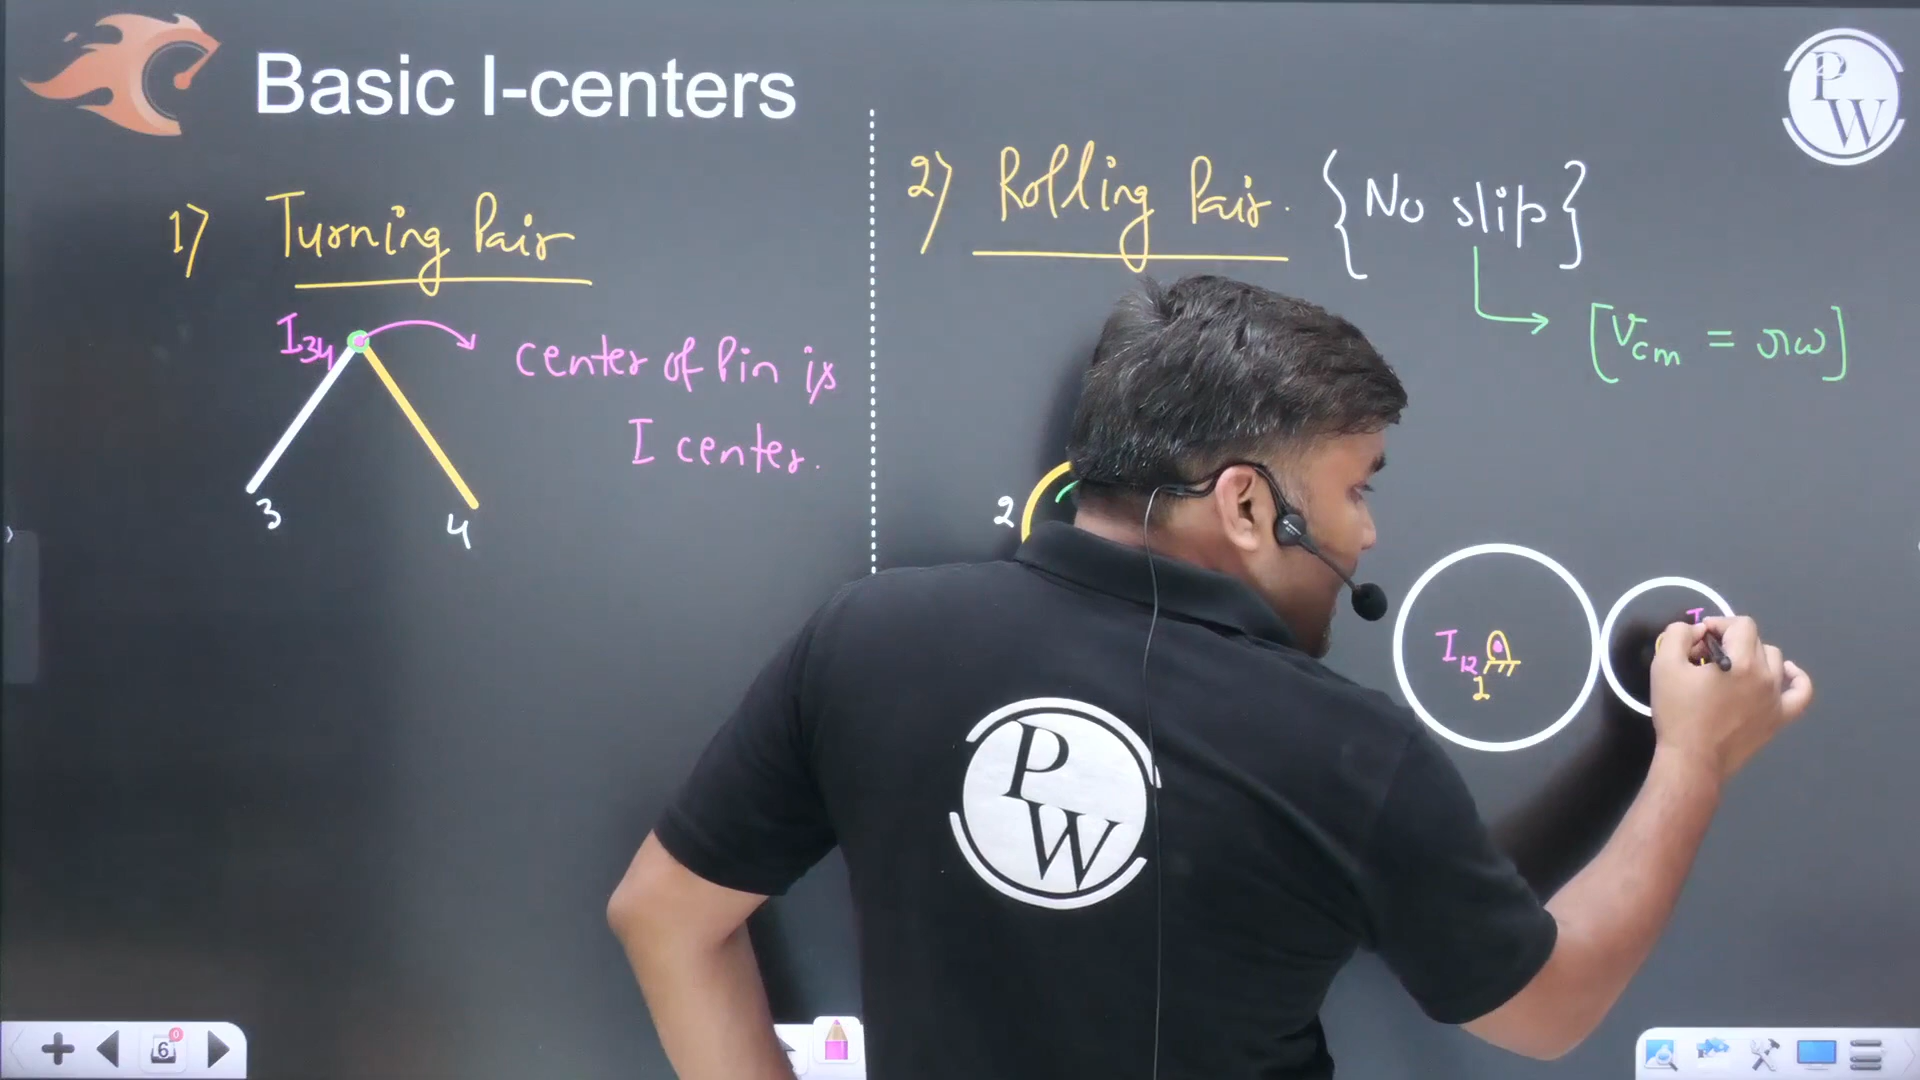 Basic I-centers
PW
1) Turning Pair
I34
center of Pin is
I center.
3
4
2) Rolling Pair. {No slip}
[Vcm = rω]
2
I12
1
I
PW
6
0